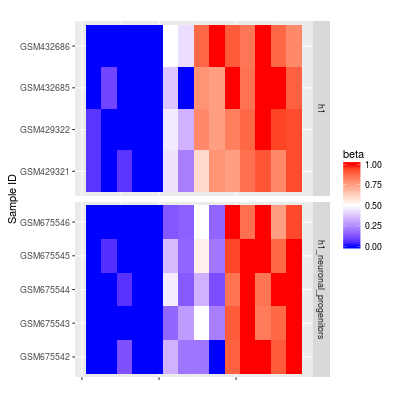 Sample ID
GSM432686
GSM432685
GSM429322
GSM429321
h1
GSM675546
GSM675545
GSM675544
GSM675543
GSM675542
h1_neuronal_progenitors
beta
1.00
0.75
0.50
0.25
0.00